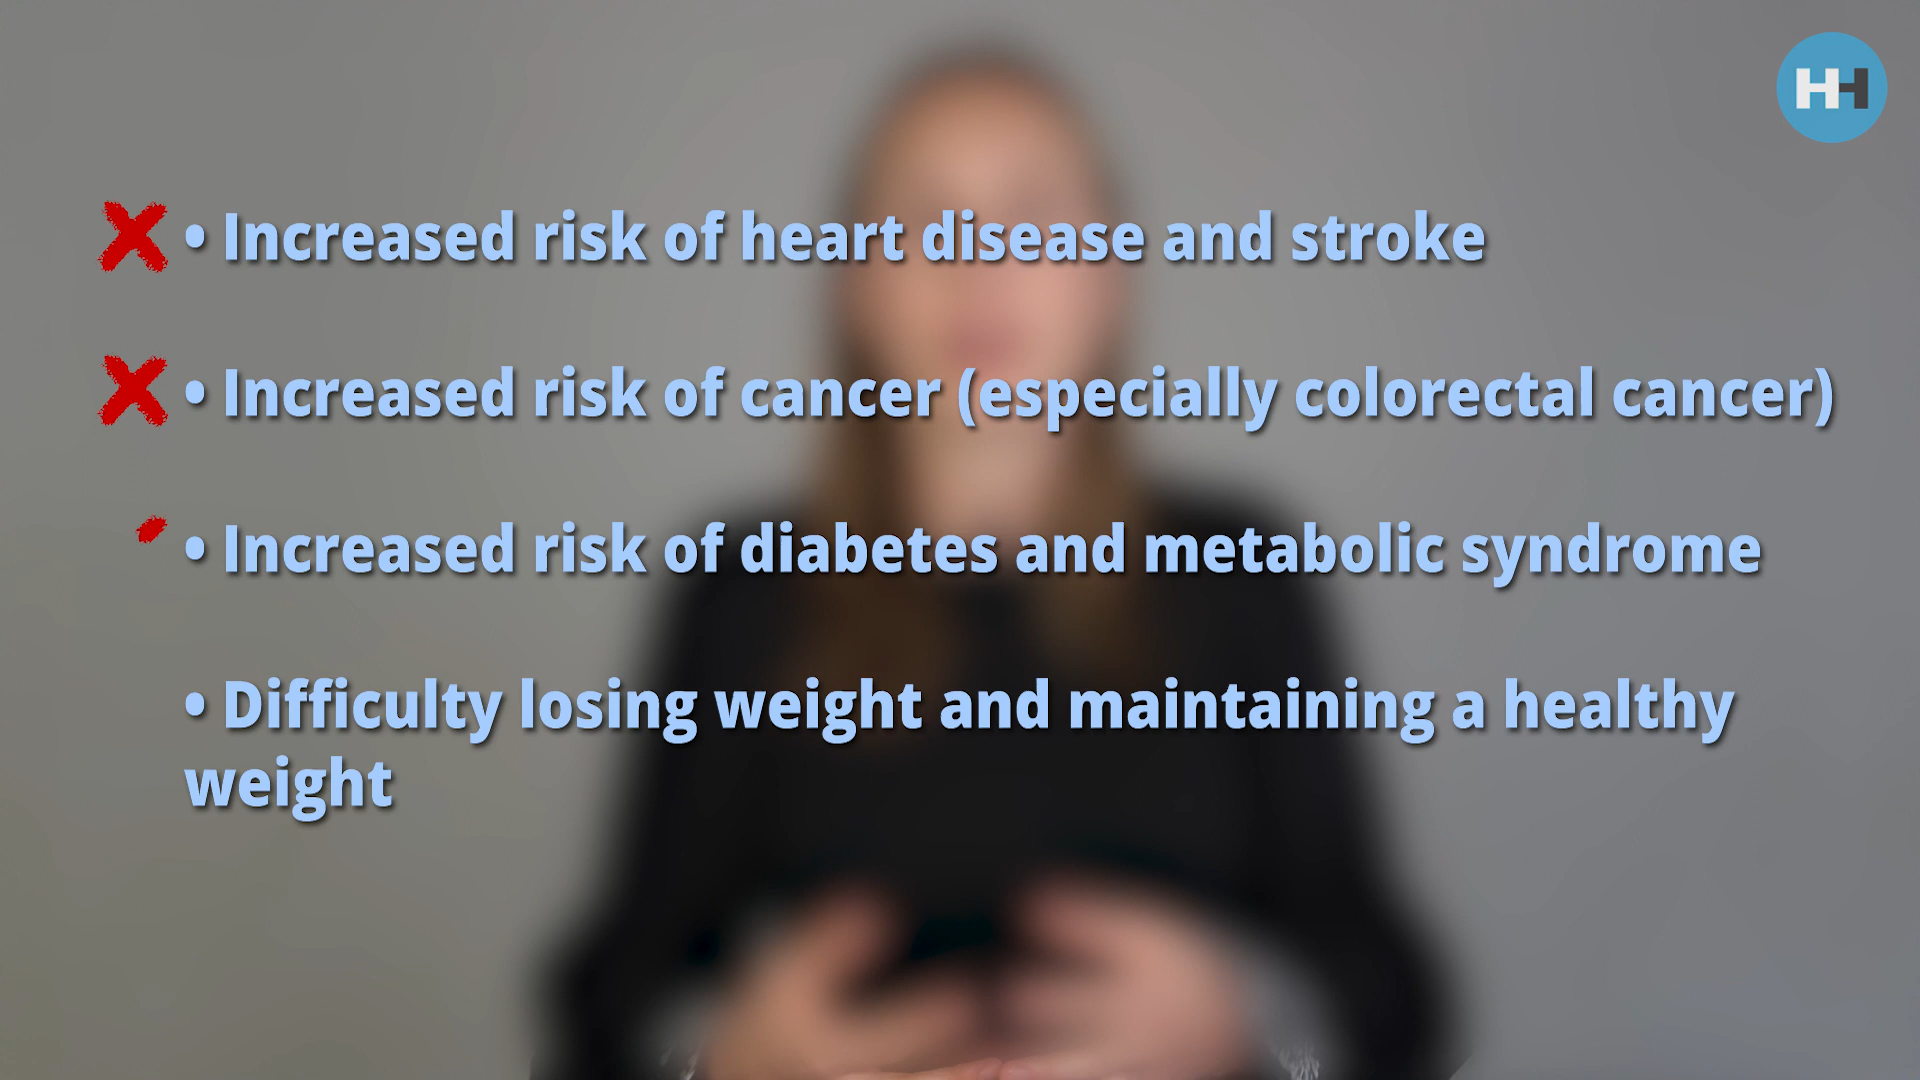 HH
• Increased risk of heart disease and stroke
• Increased risk of cancer (especially colorectal cancer)
• Increased risk of diabetes and metabolic syndrome
• Difficulty losing weight and maintaining a healthy
weight